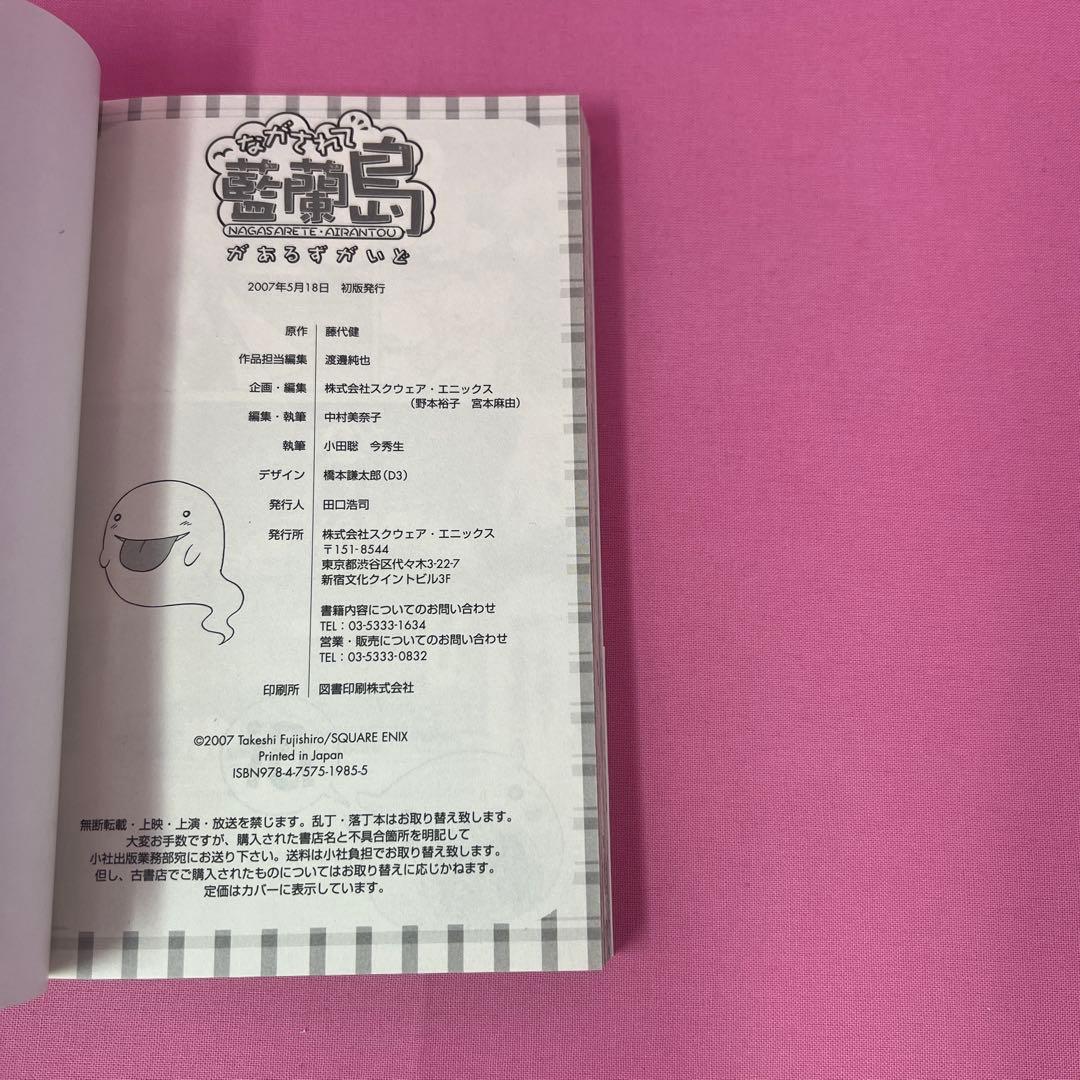 ながされて
藍蘭島
NAGASARETE・AIRANTOU
があるずがいど
2007年5月18日　初版発行
原作　藤代健
作品担当編集　渡邊純也
企画・編集　株式会社スクウェア・エニックス
（野本裕子　宮本麻由）
編集・執筆　中村美奈子
執筆　小田聡　今秀生
デザイン　橋本謙太郎（D3）
発行人　田口浩司
発行所　株式会社スクウェア・エニックス
〒151-8544
東京都渋谷区代々木3-22-7
新宿文化クイントビル3F
書籍内容についてのお問い合わせ
TEL：03-5333-1634
営業・販売についてのお問い合わせ
TEL：03-5333-0832
印刷所　図書印刷株式会社
©2007 Takeshi Fujishiro/SQUARE ENIX
Printed in Japan
ISBN978-4-7575-1985-5
無断転載・上映・上演・放送を禁じます。乱丁・落丁本はお取り替え致します。
大変お手数ですが、購入された書店名と不具合箇所を明記して
小社出版業務部宛にお送り下さい。送料は小社負担でお取り替え致します。
但し、古書店でご購入されたものについてはお取り替えに応じかねます。
定価はカバーに表示しています。